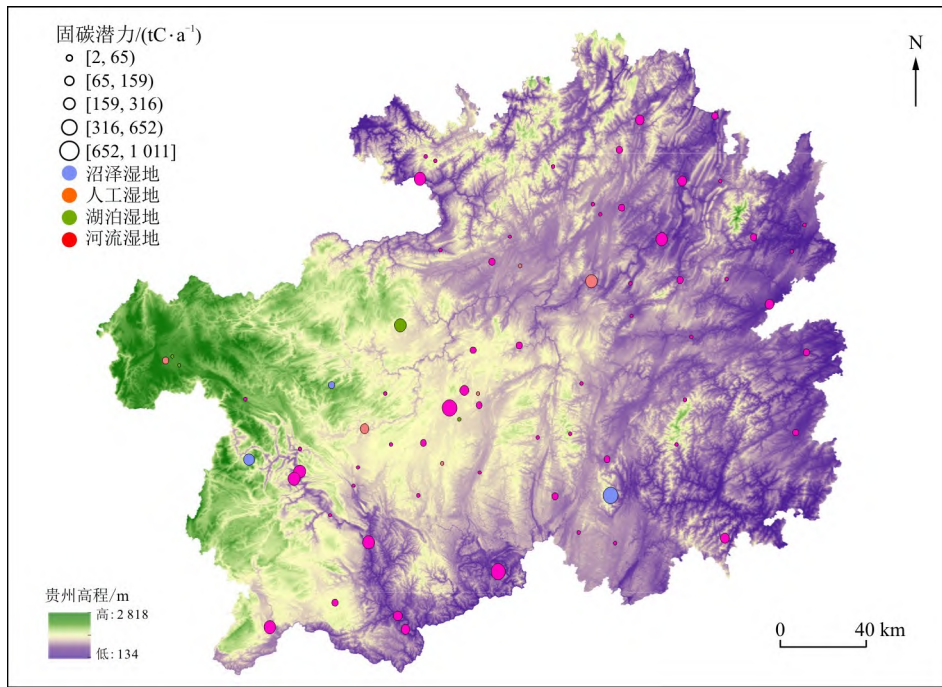 固碳潜力/(tC·a⁻¹)
[2, 65)
[65, 159)
[159, 316)
[316, 652)
[652, 1 011]
沼泽湿地
人工湿地
湖泊湿地
河流湿地
N
贵州高程/m
高: 2 818
低: 134
0 40 km